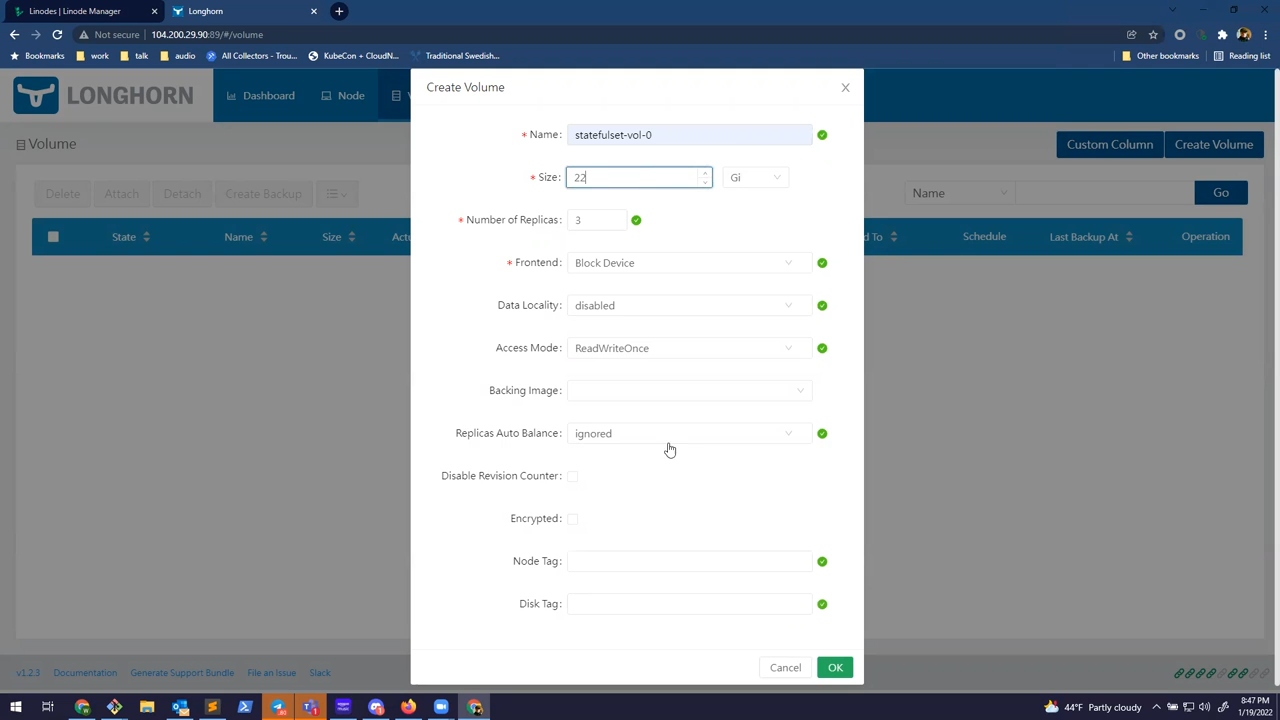 Linodes | Linode Manager
Longhorn
Not secure
104.200.29.90:89/#/volume
Bookmarks
work
talk
audio
All Collections - Trou...
KubeCon + CloudN...
Traditional Swedish...
Other Bookmarks
Reading list
LONGHORN
Dashboard
Node
V
Volume
Custom Column
Create Volume
Delete
Attach
Detach
Create Backup
Name
Go
State
Name
Size
Actu
d To
Schedule
Last Backup At
Operation
Create Volume
* Name:
statefulset-vol-0
* Size:
22
Gi
* Number of Replicas:
3
* Frontend:
Block Device
Data Locality:
disabled
Access Mode:
ReadWriteOnce
Backing Image:
Replicas Auto Balance:
ignored
Disable Revision Counter:
Encrypted:
Node Tag:
Disk Tag:
Cancel
OK
v1.2.3
Documentation
Generate Support Bundle
File an Issue
Slack
44°F Partly cloudy
8:47 PM
1/19/2022